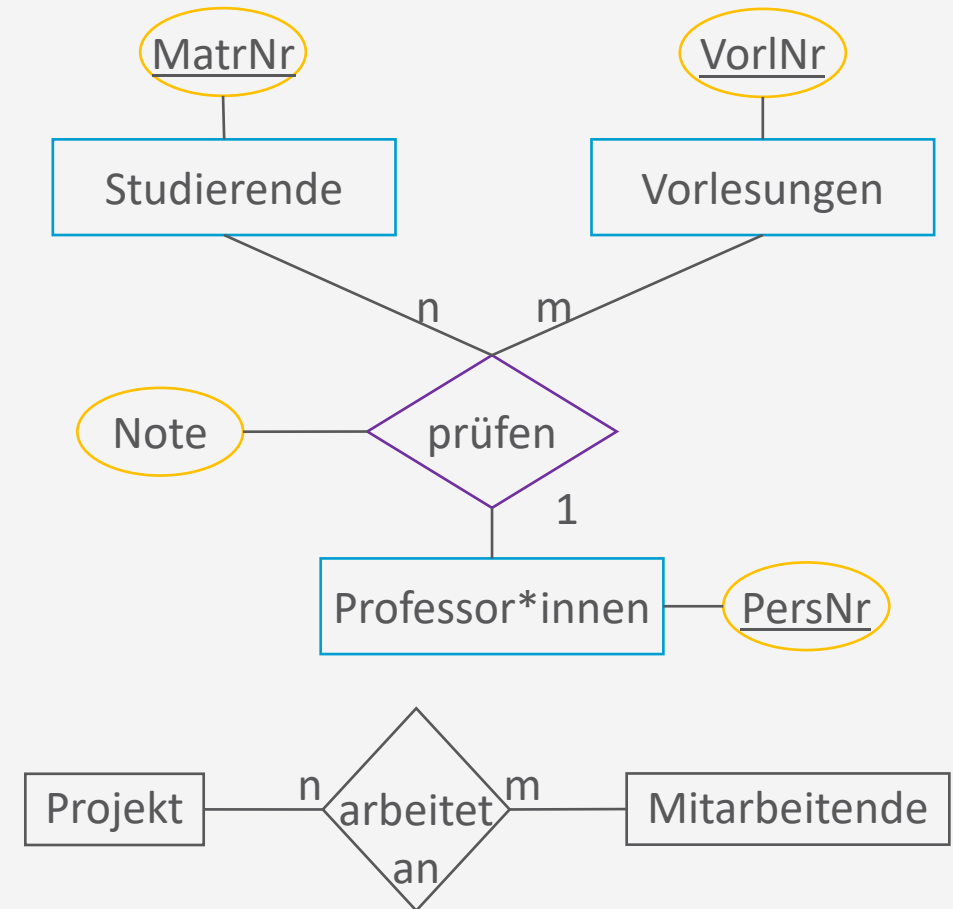 MatrNr
VorlNr
Studierende
Vorlesungen
n
m
Note
prüfen
1
Professor*innen
PersNr
Projekt
n
arbeitet
an
m
Mitarbeitende